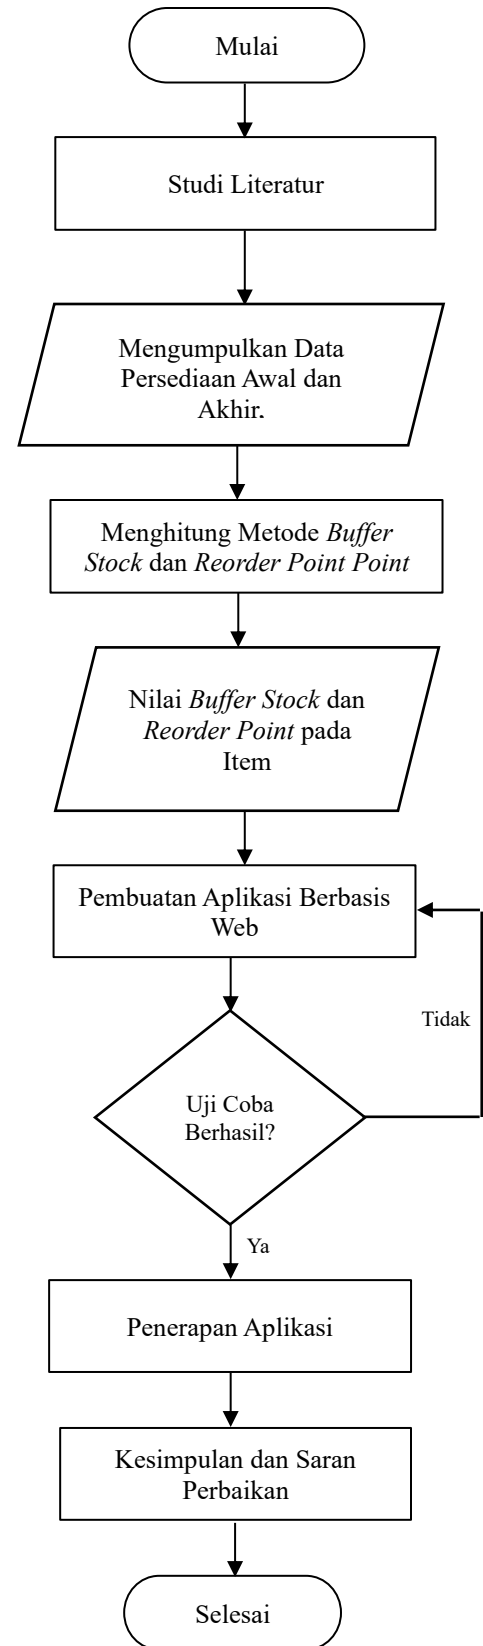 Mulai
Studi Literatur
Mengumpulkan Data
Persediaan Awal dan
Akhir.
Menghitung Metode Buffer
Stock dan Reorder Point Point
Nilai Buffer Stock dan
Reorder Point pada
Item
Pembuatan Aplikasi Berbasis
Web
Tidak
Uji Coba
Berhasil?
Ya
Penerapan Aplikasi
Kesimpulan dan Saran
Perbaikan
Selesai